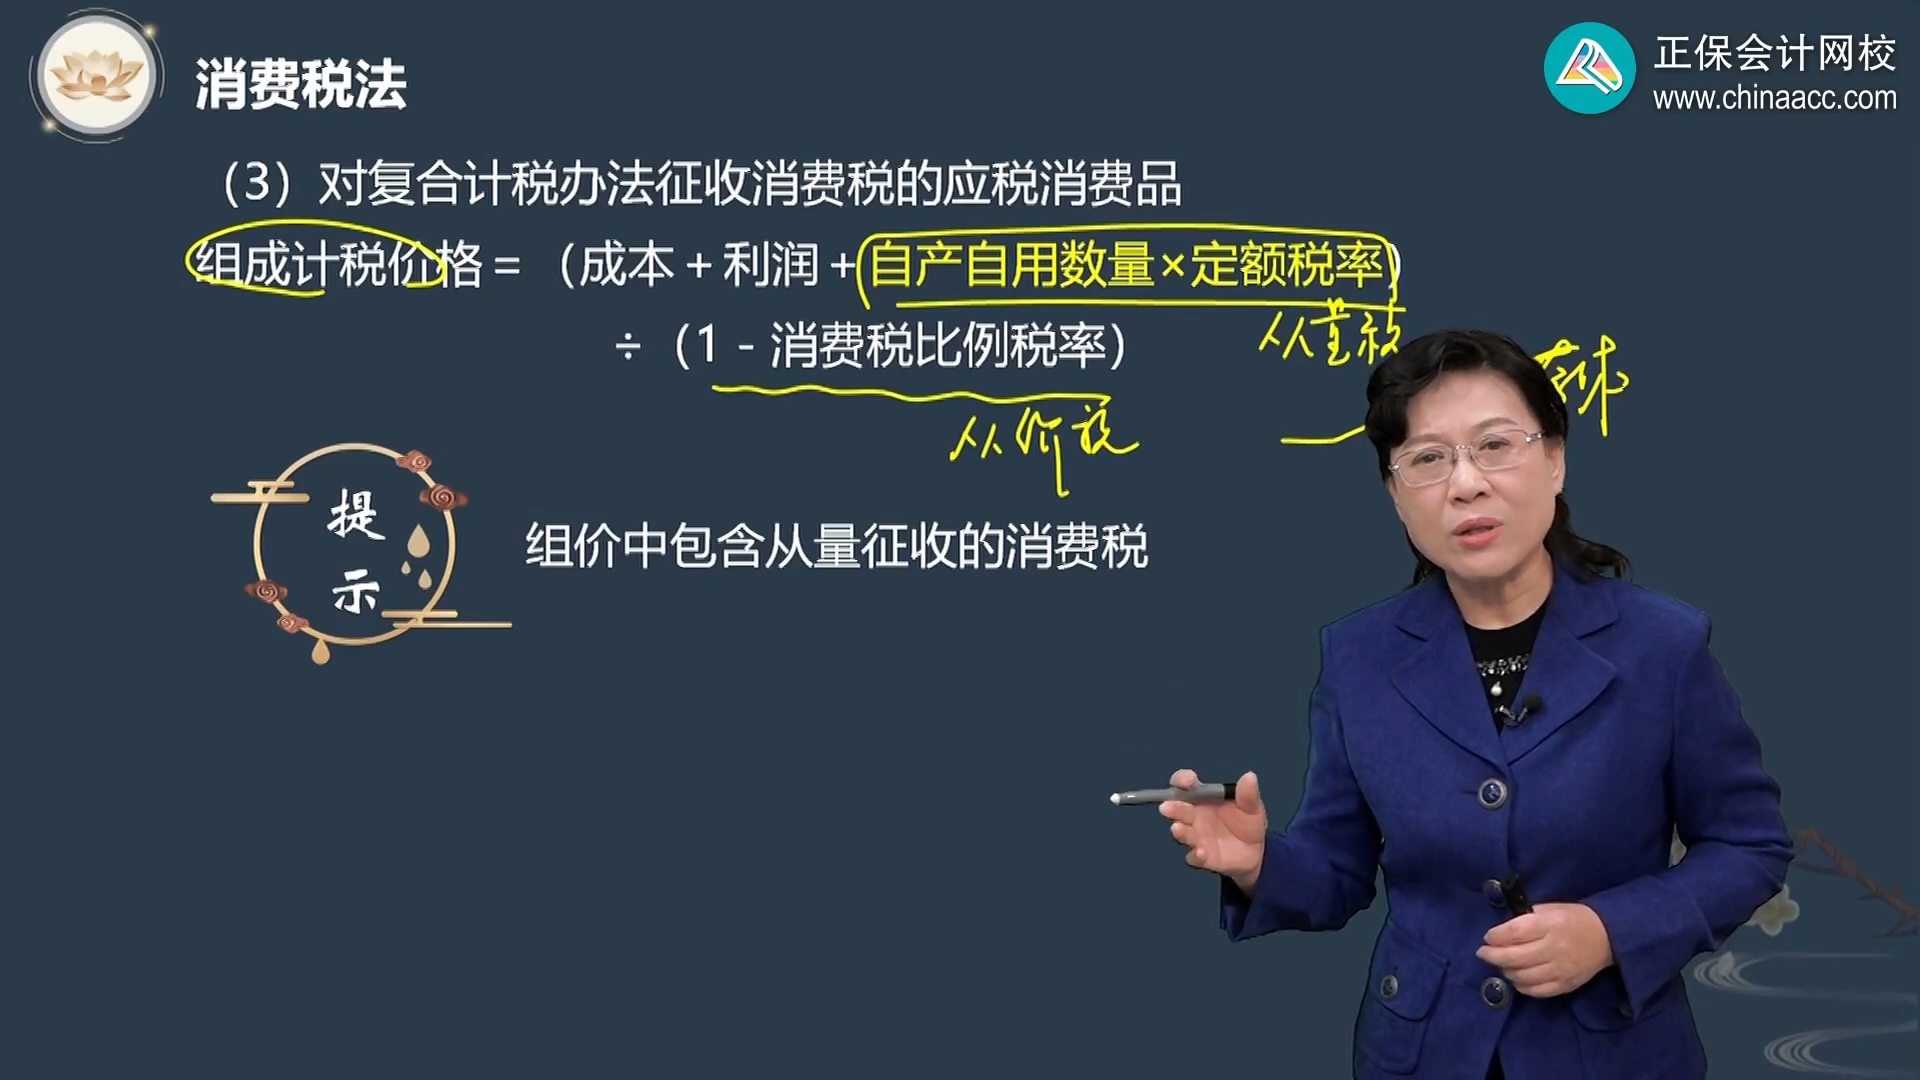 消费税法
正保会计网校
www.chinaacc.com
（3）对复合计税办法征收消费税的应税消费品
组成计税价格＝（成本＋利润＋自产自用数量×定额税率）
÷（1－消费税比例税率）
从量税
从价税
提示
组价中包含从量征收的消费税